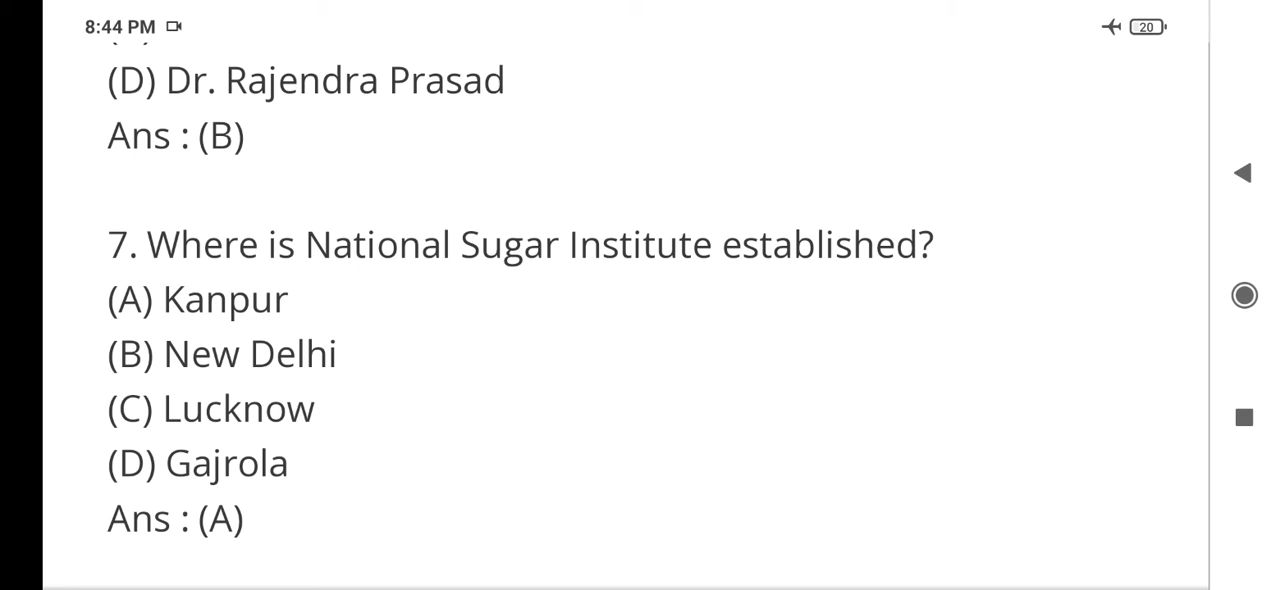 8:44 PM
20
(D) Dr. Rajendra Prasad
Ans : (B)
7. Where is National Sugar Institute established?
(A) Kanpur
(B) New Delhi
(C) Lucknow
(D) Gajrola
Ans : (A)